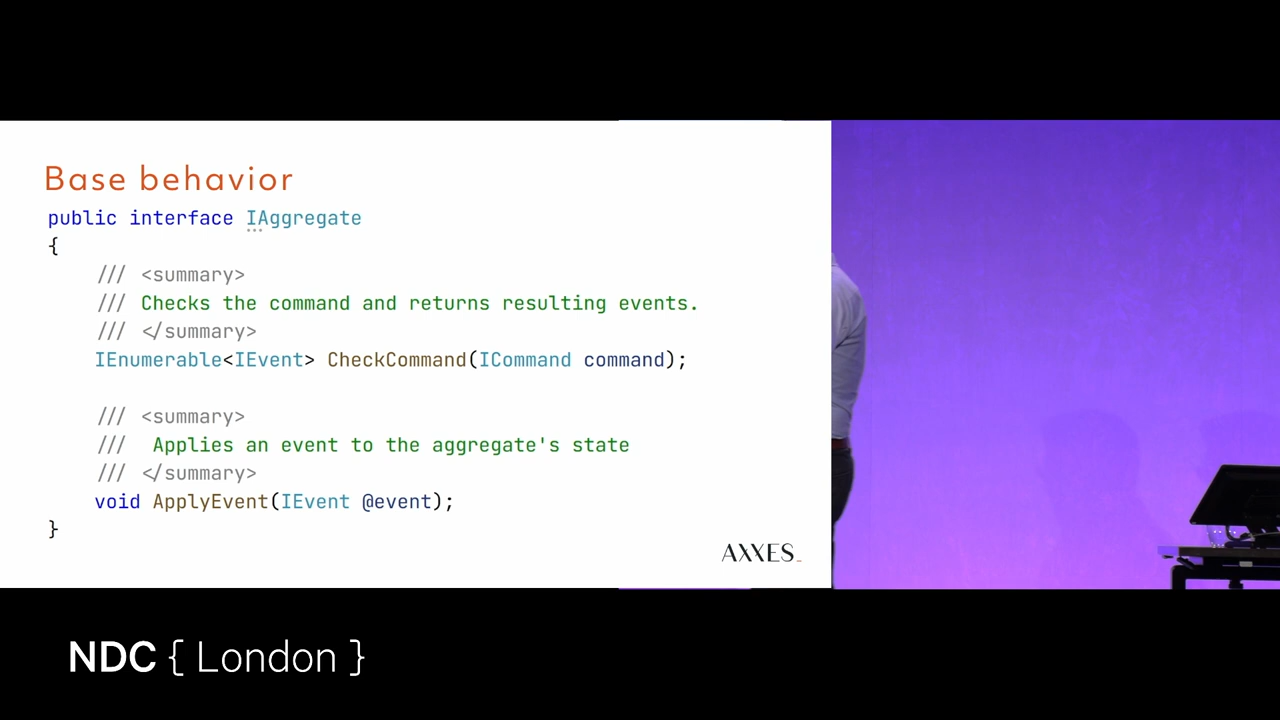 Base behavior
public interface IAggregate
{
/// <summary>
/// Checks the command and returns resulting events.
/// </summary>
IEnumerable<IEvent> CheckCommand(ICommand command);
/// <summary>
///  Applies an event to the aggregate's state
/// </summary>
void ApplyEvent(IEvent @event);
}
AXXES_
NDC { London }